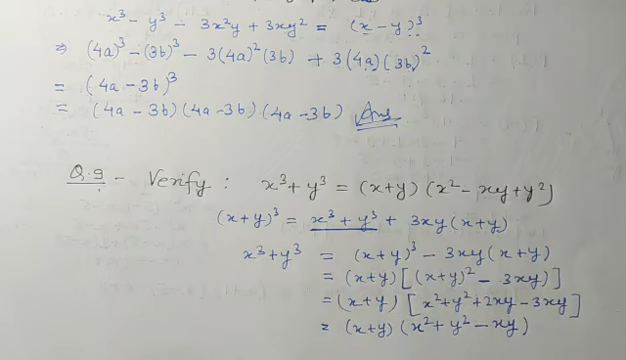 x³ - y³ - 3x²y + 3xy² = (x - y)³
⇒ (4a)³ - (3b)³ - 3(4a)²(3b) + 3(4a)(3b)²
= (4a - 3b)³
= (4a - 3b)(4a - 3b)(4a - 3b) Ans
Q.9 - Verify : x³ + y³ = (x+y)(x² - xy + y²)
(x+y)³ = x³ + y³ + 3xy(x+y)
x³+y³ = (x+y)³ - 3xy(x+y)
= (x+y)[(x+y)² - 3xy)]
= (x+y)[x²+y²+2xy-3xy]
= (x+y)(x²+y²-xy)